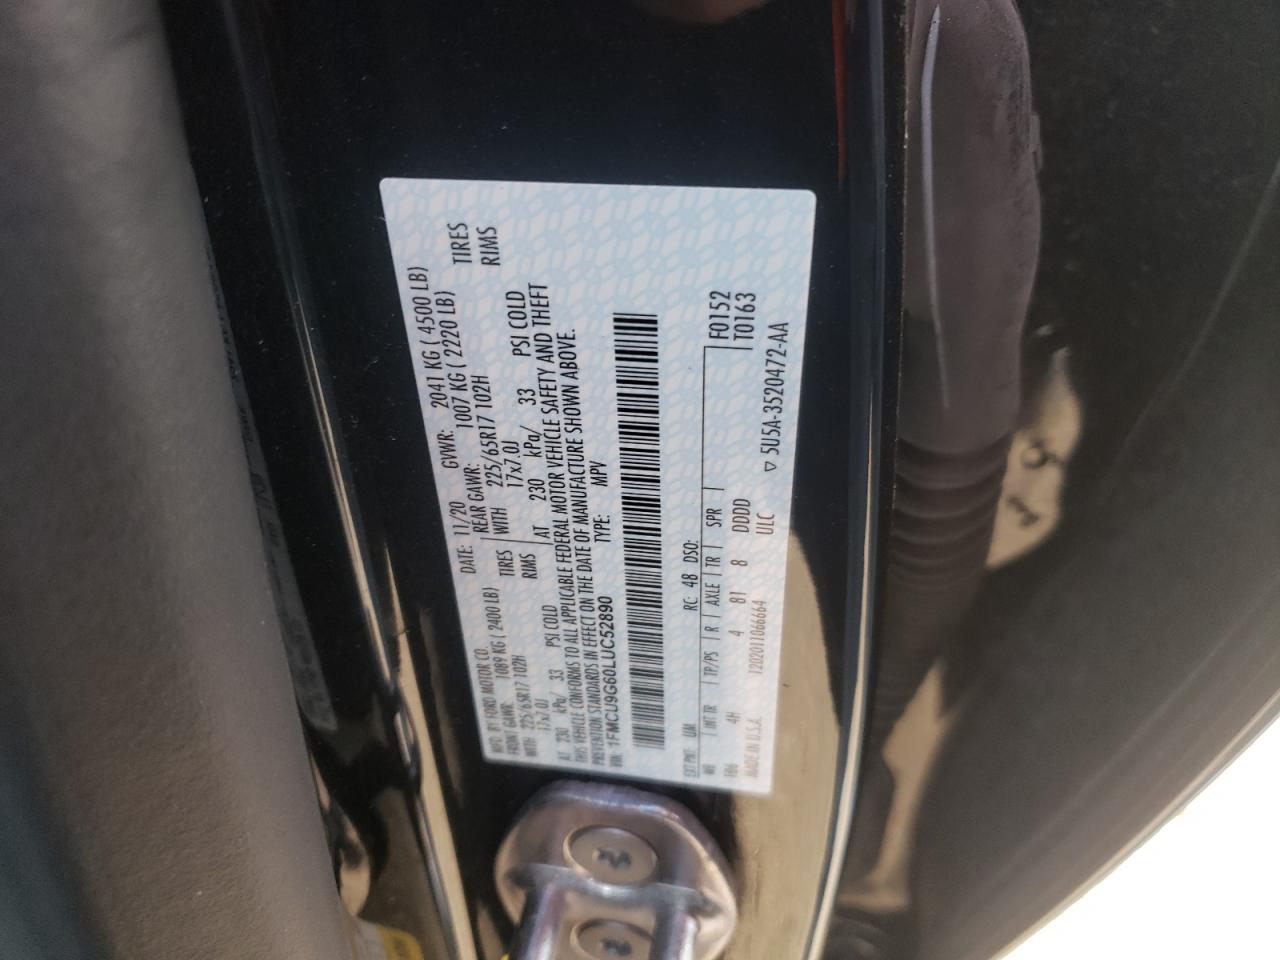 MFD. BY FORD MOTOR CO.
DATE: 11/20 GVWR: 2041 KG ( 4500 LB)
FRONT GAWR: 1089 KG ( 2400 LB)
REAR GAWR: 1007 KG ( 2220 LB)
WITH 225/65R17 102H TIRES
WITH 225/65R17 102H TIRES
17x7.0J RIMS
17x7.0J RIMS
AT 230 kPa/ 33 PSI COLD
AT 230 kPa/ 33 PSI COLD
THIS VEHICLE CONFORMS TO ALL APPLICABLE FEDERAL MOTOR VEHICLE SAFETY AND THEFT
PREVENTION STANDARDS IN EFFECT ON THE DATE OF MANUFACTURE SHOWN ABOVE.
VIN: 1FMCU9G60LUC52890
TYPE: MPV
EXT PNT: UM RC: 48 DSO:
WB INT TR TP/PS R AXLE TR SPR F0152
106 4H 4 81 8 DDDD T0163
MADE IN U.S.A. 1202011066664 ULC ▽ 5U5A-3520472-AA